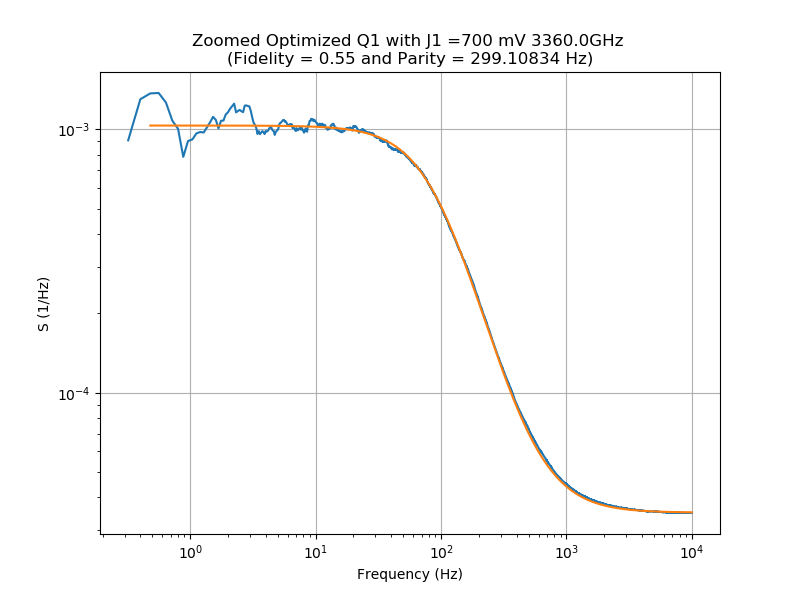 Zoomed Optimized Q1 with J1 =700 mV 3360.0GHz
(Fidelity = 0.55 and Parity = 299.10834 Hz)
S (1/Hz)
10⁻³
10⁻⁴
10⁰ 10¹ 10² 10³ 10⁴
Frequency (Hz)